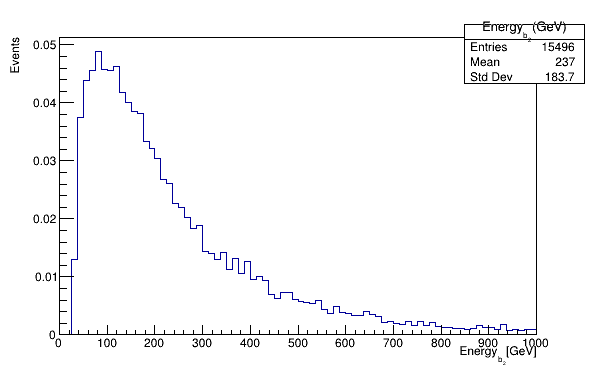 Energy_b₂(GeV)
Entries 15496
Mean 237
Std Dev 183.7
Events
0.05
0.04
0.03
0.02
0.01
0
0 100 200 300 400 500 600 700 800 900 1000
Energy_b₂[GeV]